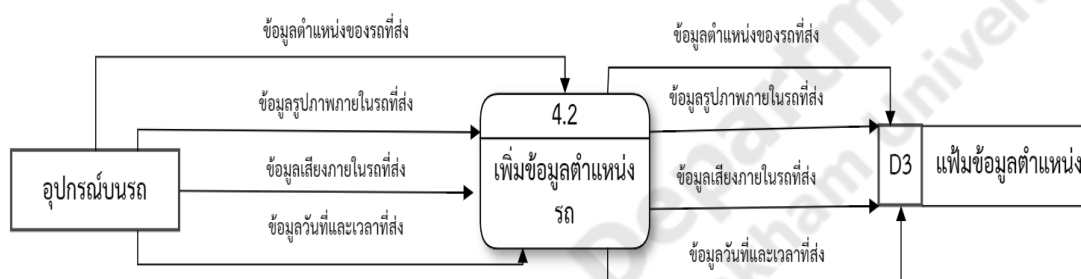 ข้อมูลตำแหน่งของรถที่ส่ง
ข้อมูลตำแหน่งของรถที่ส่ง
ข้อมูลรูปภาพภายในรถที่ส่ง
4.2
ข้อมูลรูปภาพภายในรถที่ส่ง
อุปกรณ์บนรถ
ข้อมูลเสียงภายในรถที่ส่ง
เพิ่มข้อมูลตำแหน่ง
รถ
ข้อมูลเสียงภายในรถที่ส่ง
D3
แฟ้มข้อมูลตำแหน่ง
ข้อมูลวันที่และเวลาที่ส่ง
ข้อมูลวันที่และเวลาที่ส่ง